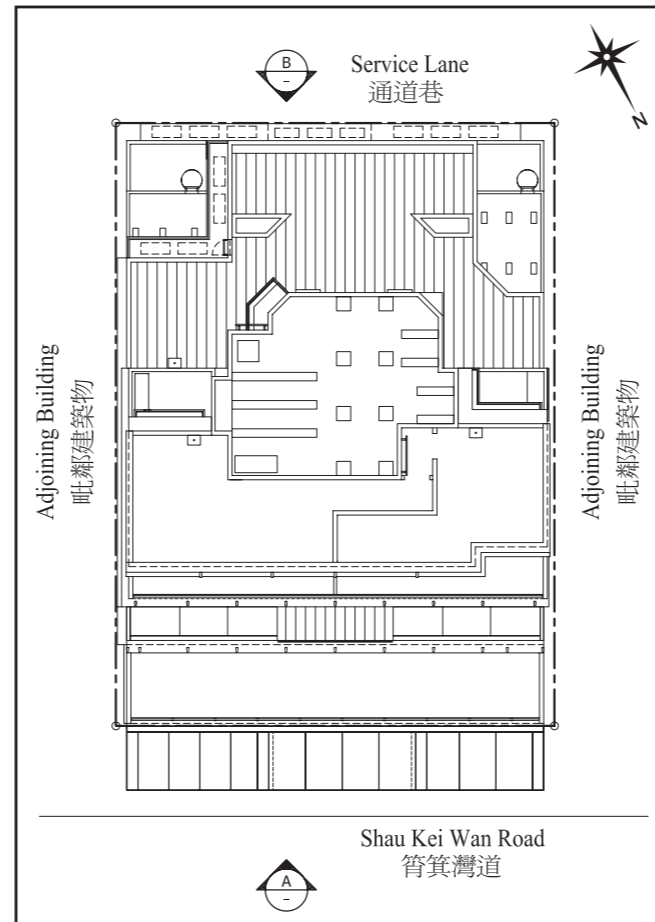 B
–
Service Lane
通道巷
N
Adjoining Building
毗鄰建築物
Adjoining Building
毗鄰建築物
Shau Kei Wan Road
筲箕灣道
A
–